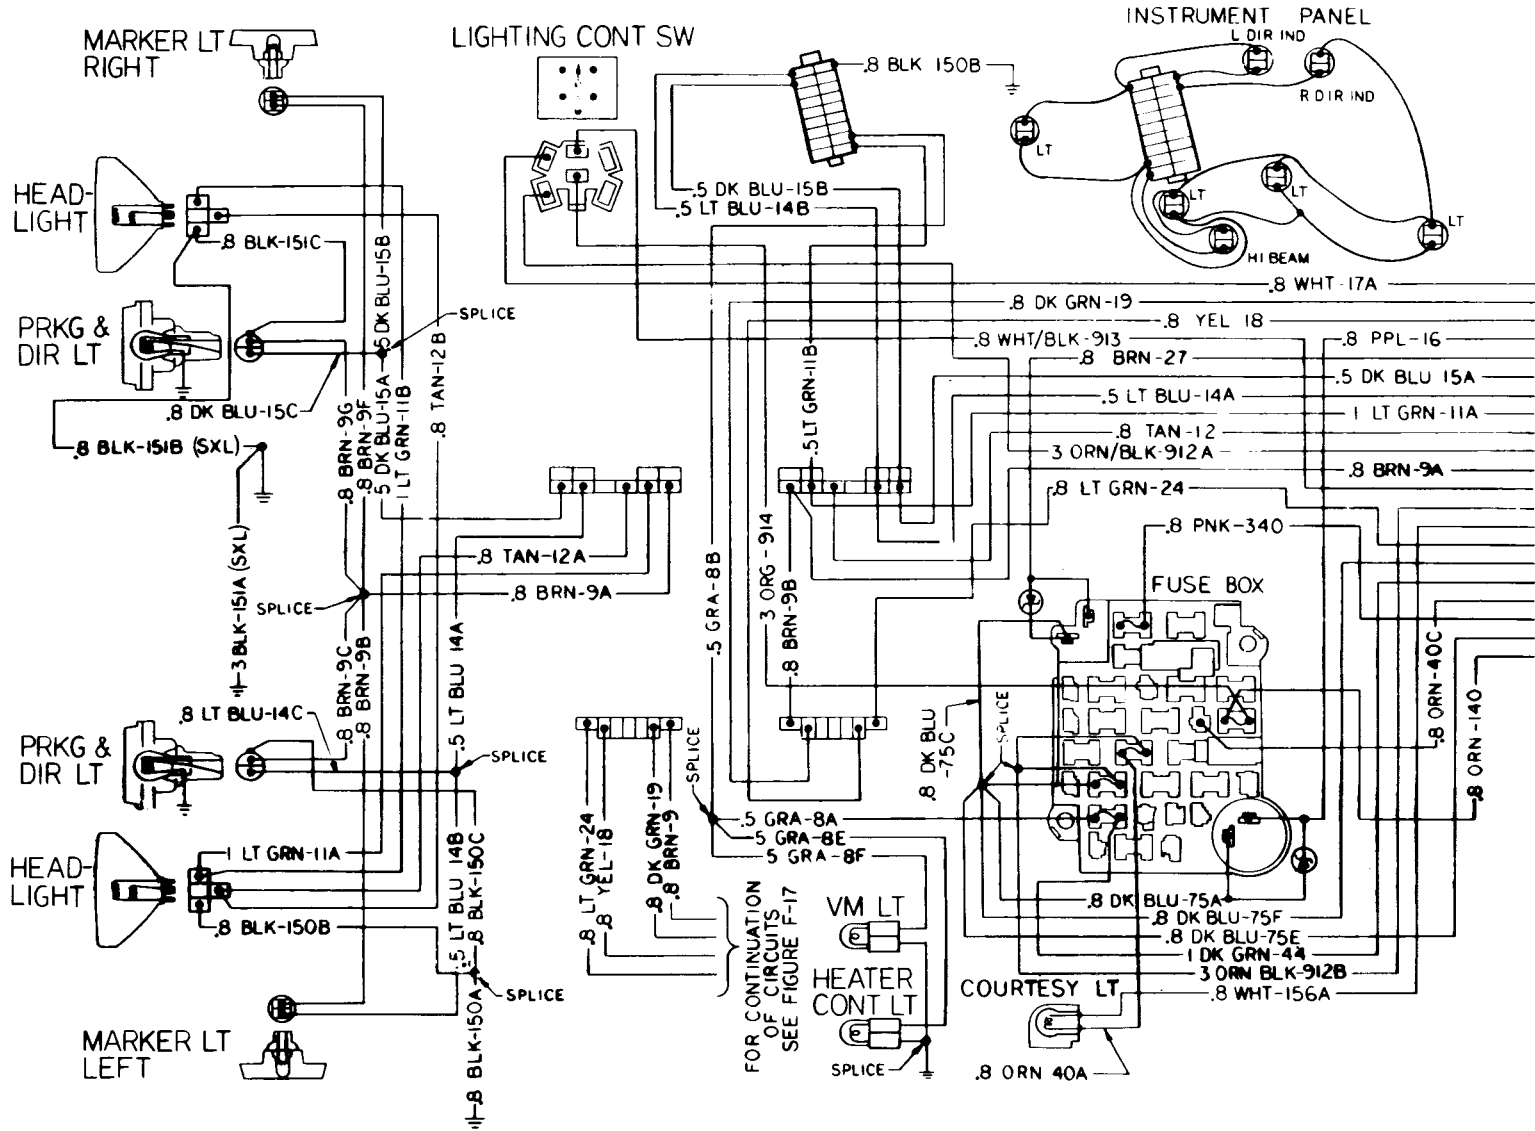 INSTRUMENT PANEL
MARKER LT
RIGHT
LIGHTING CONT SW
L DIR IND
.8 BLK 150B
R DIR IND
LT
HEAD-
LIGHT
.5 DK BLU-15B
.5 LT BLU-14B
LT
LT
LT
.8 BLK-151C
HI BEAM
.8 WHT-17A
.8 DK GRN-19
.5 DK BLU-15B
SPLICE
PRKG &
DIR LT
.8 YEL 18
.8 WHT/BLK-913
.8 PPL-16
.8 BRN-27
.8 TAN-12B
.5 LT GRN-11B
.5 DK BLU 15A
.5 LT BLU-14A
.8 DK BLU-15C
1 LT GRN-11A
.8 TAN-12
.8 BLK-151B (SXL)
3 ORN/BLK-912A
.8 BRN-9A
.8 BRN-9G
.8 BRN-9F
.5 DK BLU-15A
1 LT GRN-11B
.8 LT GRN-24
.8 PNK-340
.8 TAN-12A
FUSE BOX
.8 BRN-9A
SPLICE
3 BLK-151A (SXL)
.5 GRA-8B
3 ORG-914
.8 BRN-9B
.8 BRN-9C
.8 BRN-9B
.5 LT BLU 14A
.8 LT BLU-14C
.8 ORN-40C
.8 ORN-140
PRKG &
DIR LT
SPLICE
SPLICE
.8 DK BLU
-75C
SPLICE
.5 GRA-8A
5 GRA-8E
5 GRA-8F
.8 LT GRN-24
.8 YEL-18
.8 DK GRN-19
.8 BRN-9
1 LT GRN-11A
HEAD-
LIGHT
.5 LT BLU 14B
.8 BLK-150C
.8 BLK-150B
.8 DK BLU-75A
.8 DK BLU-75F
.8 DK BLU-75E
1 DK GRN-44
3 ORN BLK-912B
.8 WHT-156A
VM LT
HEATER
CONT LT
COURTESY LT
FOR CONTINUATION
OF CIRCUITS
SEE FIGURE F-17
SPLICE
.8 BLK-150A
MARKER LT
LEFT
SPLICE
.8 ORN 40A